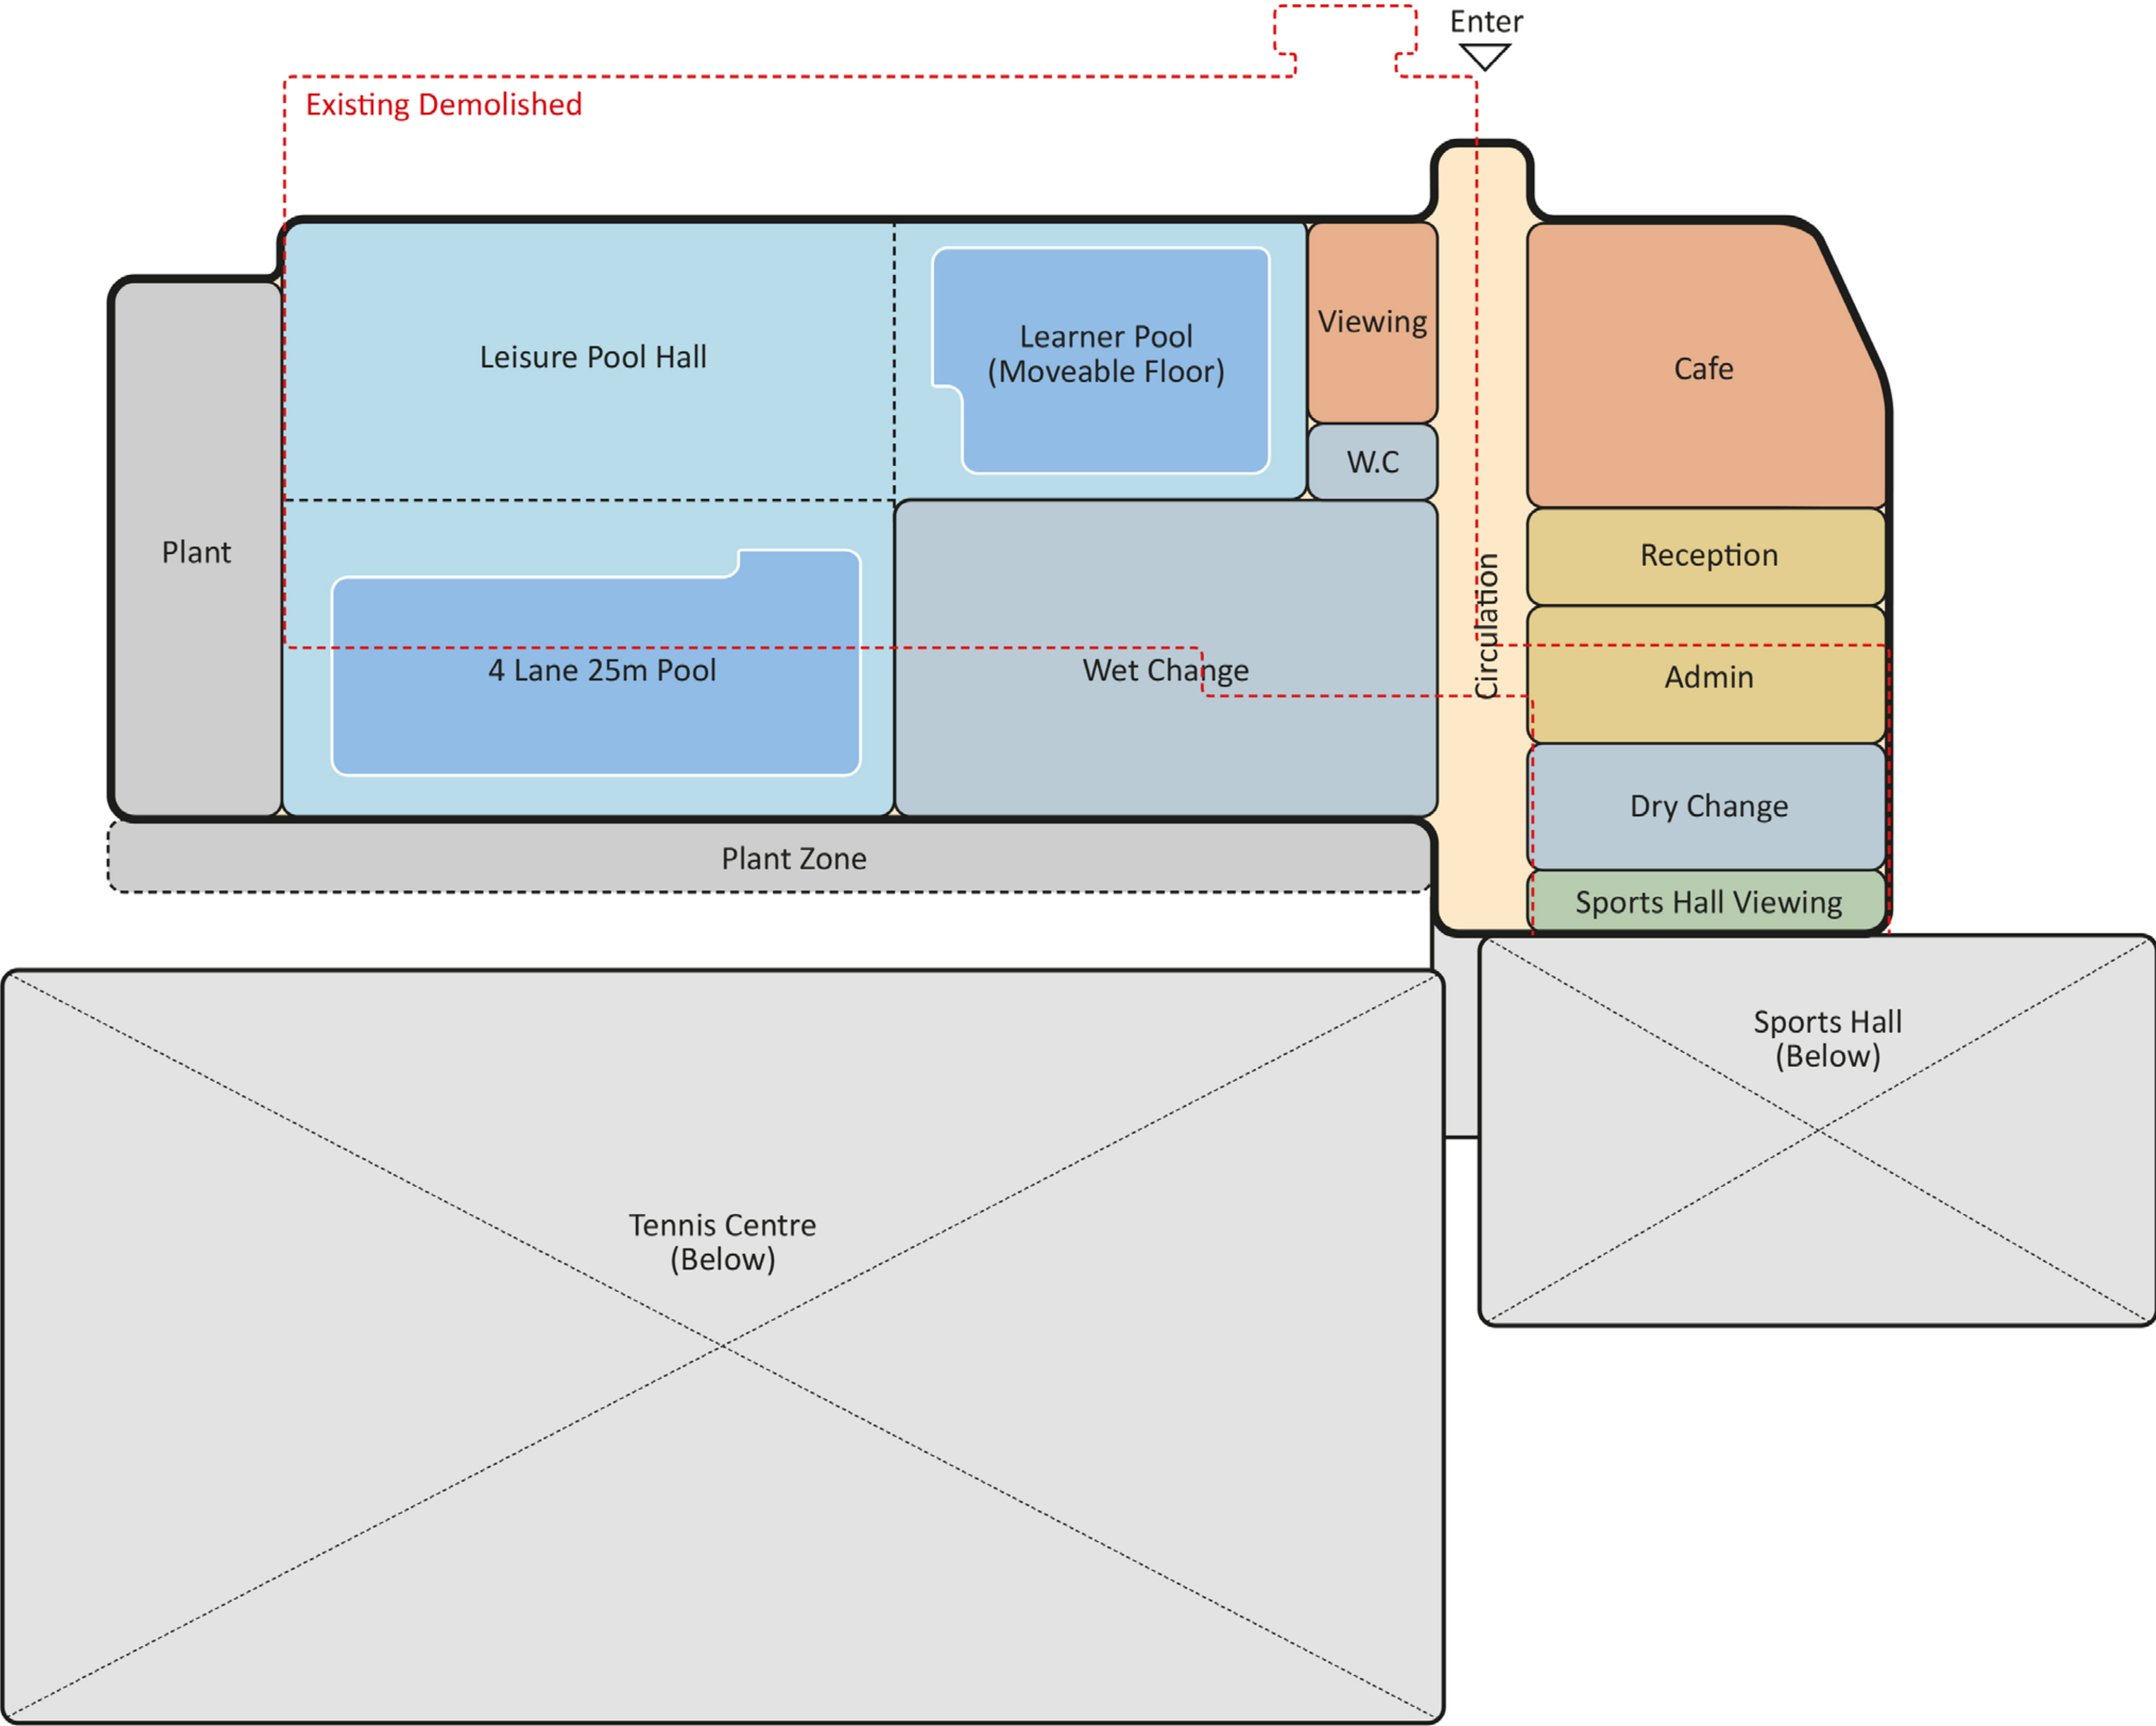 Enter
Existing Demolished
Leisure Pool Hall
Learner Pool
(Moveable Floor)
Viewing
Cafe
W.C
Plant
Reception
4 Lane 25m Pool
Wet Change
Circulation
Admin
Dry Change
Plant Zone
Sports Hall Viewing
Sports Hall
(Below)
Tennis Centre
(Below)